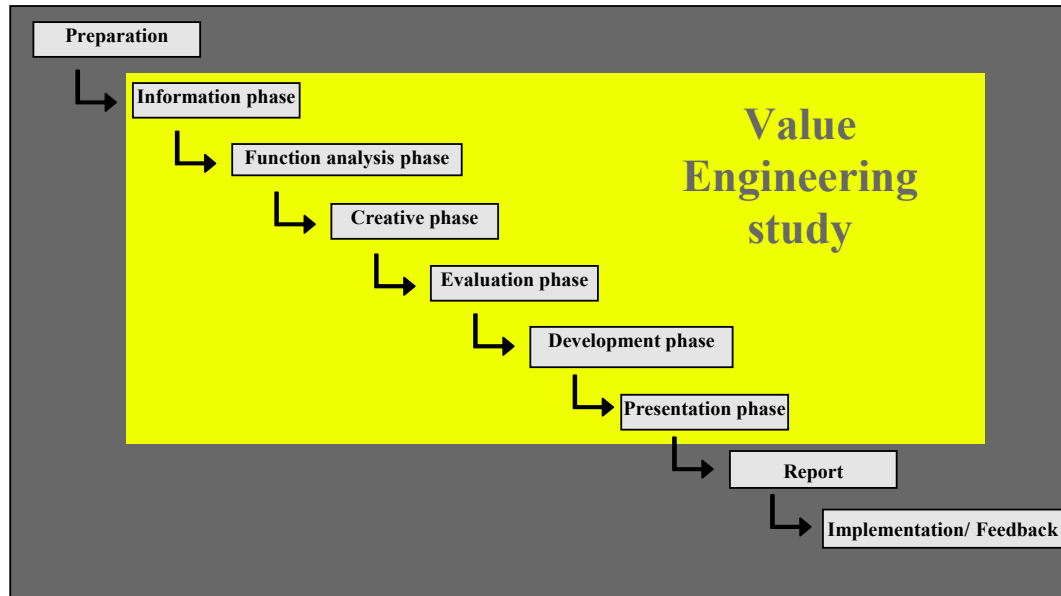 Preparation
Information phase
Value
Engineering
study
Function analysis phase
Creative phase
Evaluation phase
Development phase
Presentation phase
Report
Implementation/ Feedback